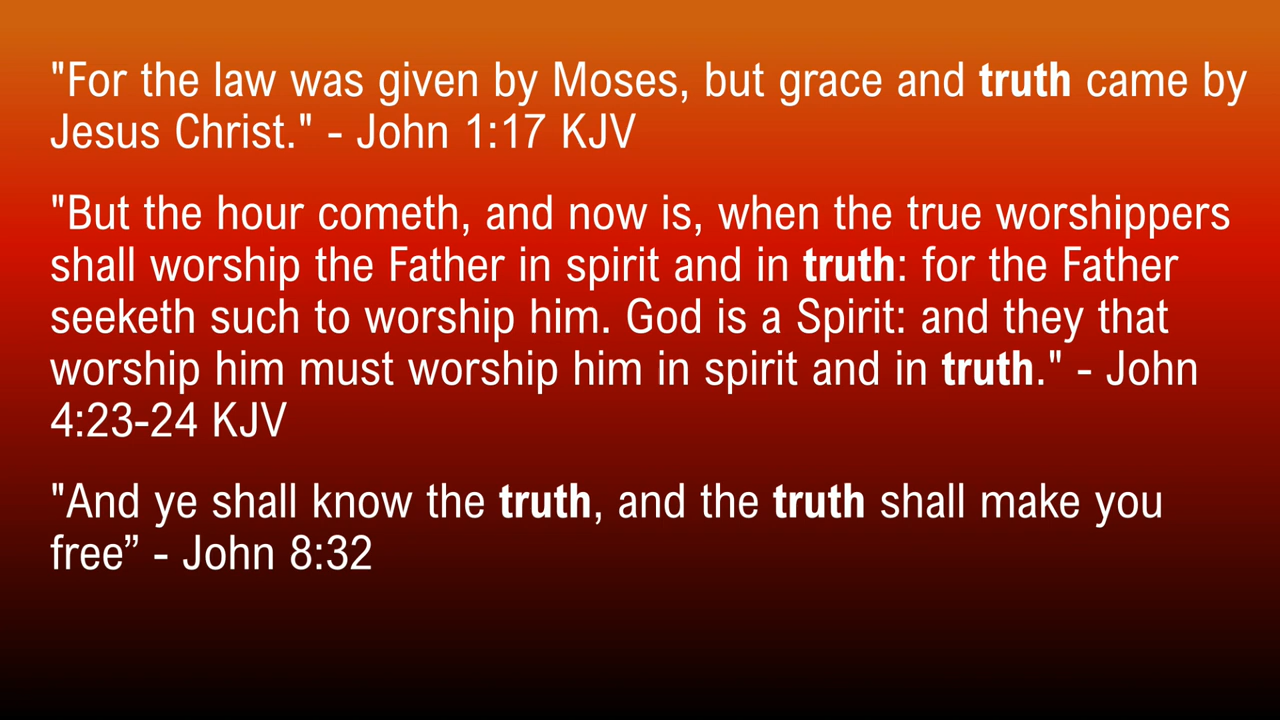 "For the law was given by Moses, but grace and truth came by
Jesus Christ." - John 1:17 KJV
"But the hour cometh, and now is, when the true worshippers
shall worship the Father in spirit and in truth: for the Father
seeketh such to worship him. God is a Spirit: and they that
worship him must worship him in spirit and in truth." - John
4:23-24 KJV
"And ye shall know the truth, and the truth shall make you
free” - John 8:32